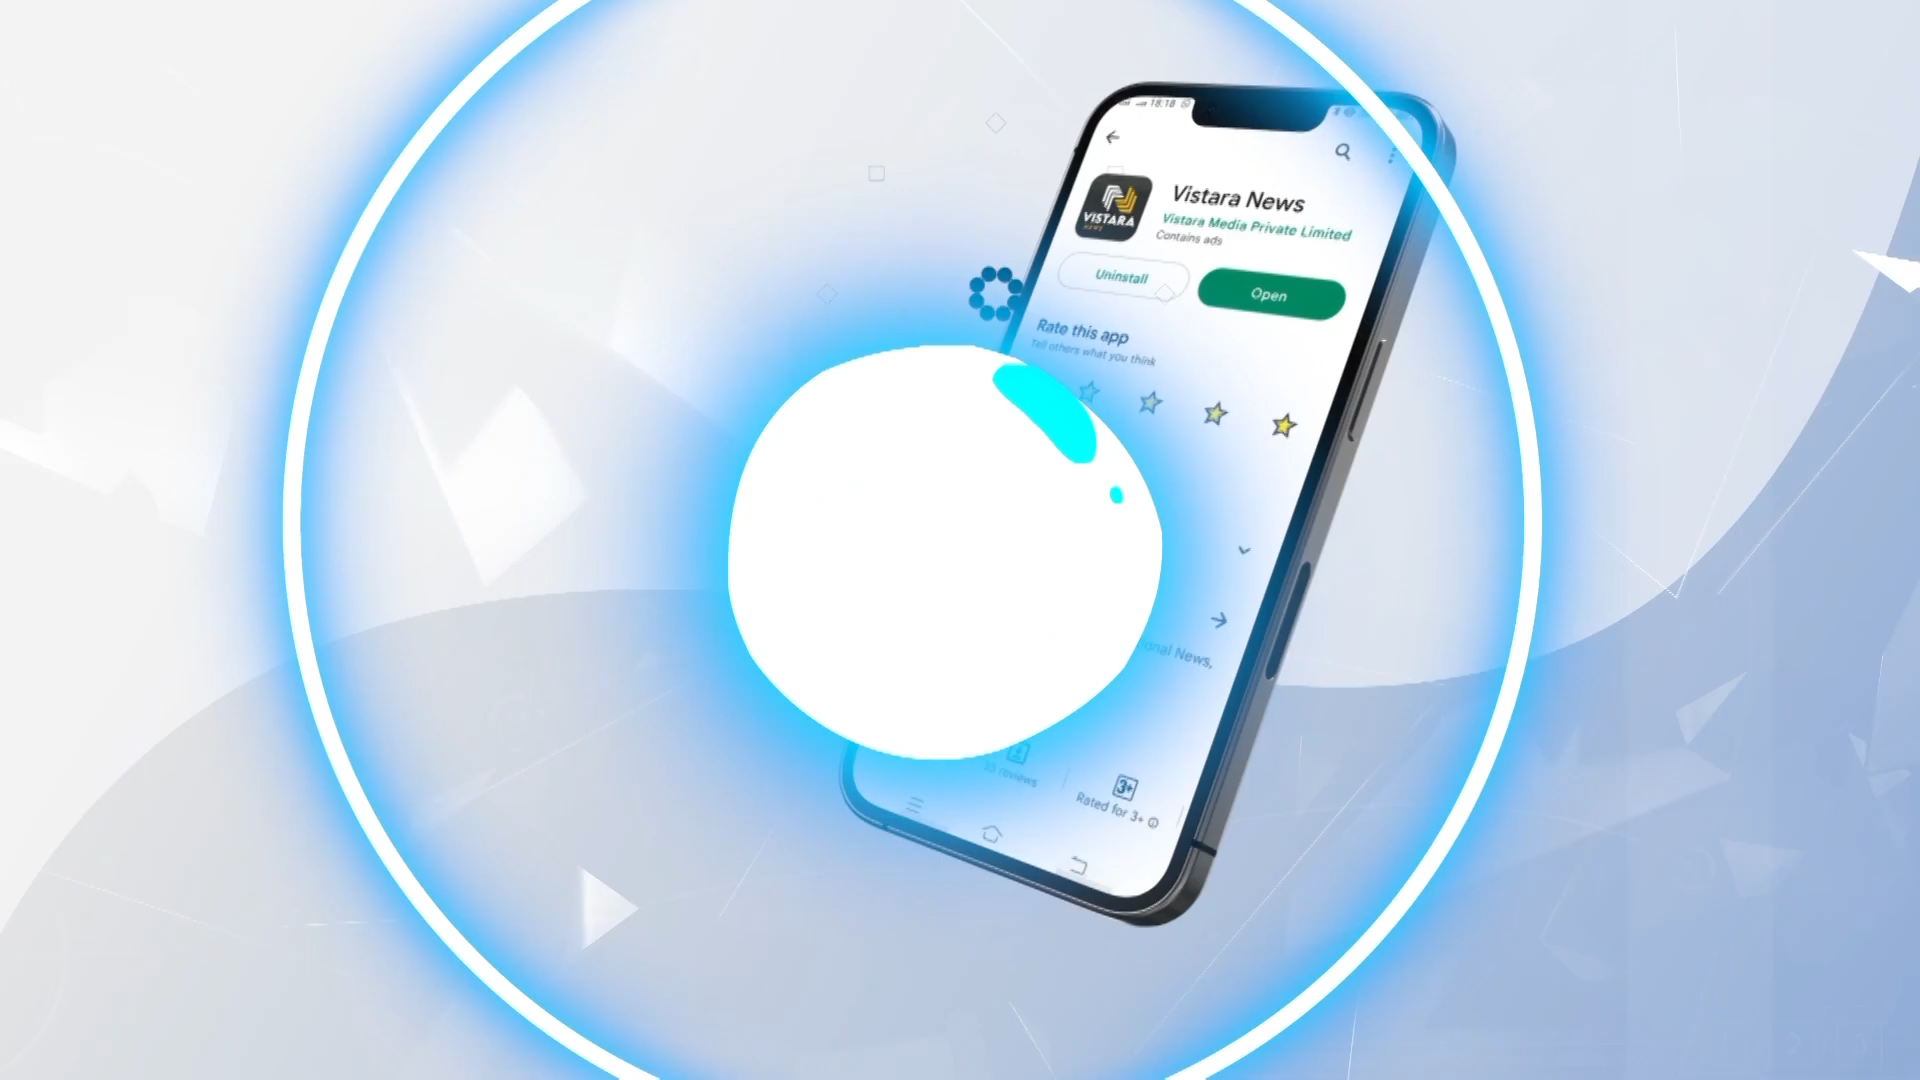 18:18
Vistara News
Vistara Media Private Limited
Contains ads
VISTARA
NEWS
Uninstall
Open
Rate this app
Tell others what you think
onal News,
reviews
3+
Rated for 3+